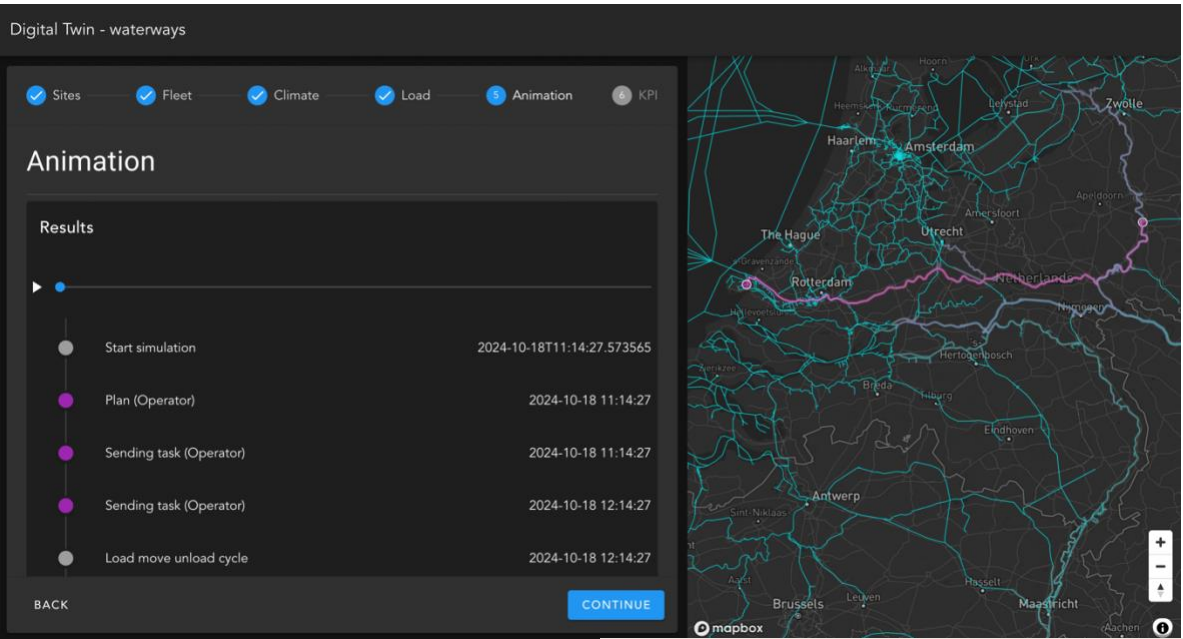 Digital Twin - waterways
Sites
Fleet
Climate
Load
5 Animation
6 KPI
Animation
Results
Start simulation 2024-10-18T11:14:27.573565
Plan (Operator) 2024-10-18 11:14:27
Sending task (Operator) 2024-10-18 11:14:27
Sending task (Operator) 2024-10-18 12:14:27
Load move unload cycle 2024-10-18 12:14:27
BACK
CONTINUE
Hoorn
Lelystad
Zwolle
Haarlem
Amsterdam
Apeldoorn
Amersfoort
The Hague
Utrecht
's-Gravenzande
Netherlands
Rotterdam
Hellevoetsluis
Nijmegen
Hertogenbosch
Zierikzee
Breda
Tilburg
Eindhoven
Antwerp
Sint-Niklaas
Aalst
Hasselt
Brussels
Leuven
Maastricht
Aachen
mapbox
+
-
i